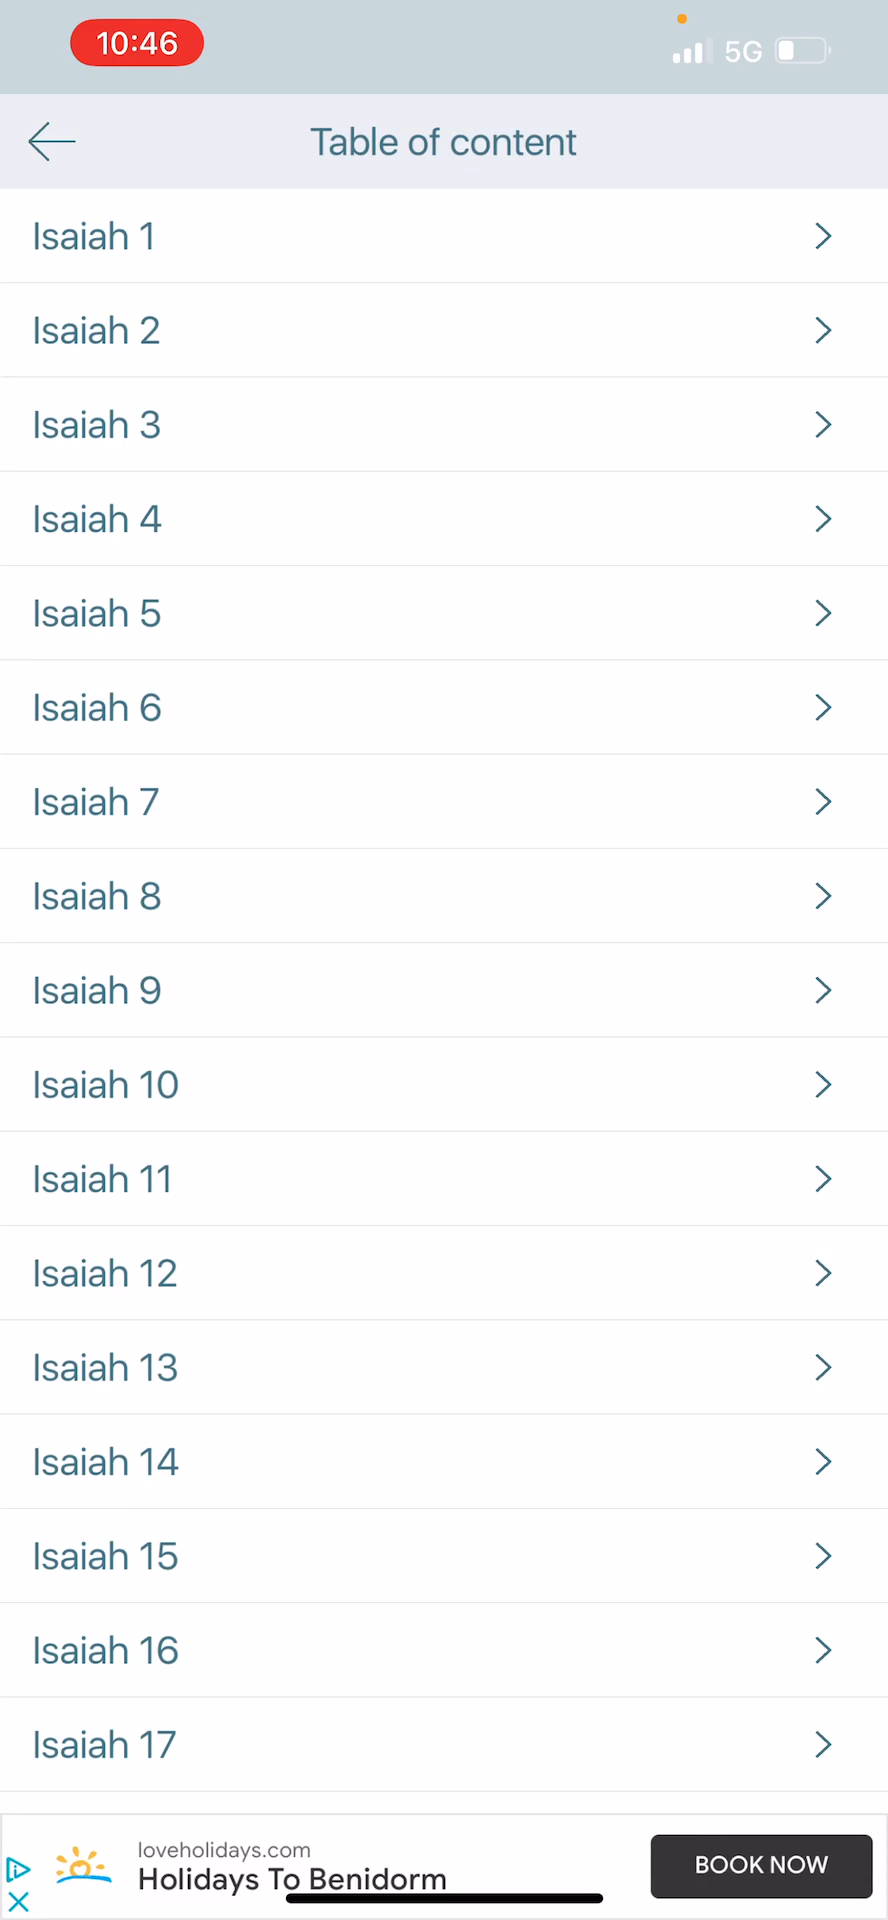 10:46
5G
Table of content
Isaiah 1
Isaiah 2
Isaiah 3
Isaiah 4
Isaiah 5
Isaiah 6
Isaiah 7
Isaiah 8
Isaiah 9
Isaiah 10
Isaiah 11
Isaiah 12
Isaiah 13
Isaiah 14
Isaiah 15
Isaiah 16
Isaiah 17
loveholidays.com
Holidays To Benidorm
BOOK NOW